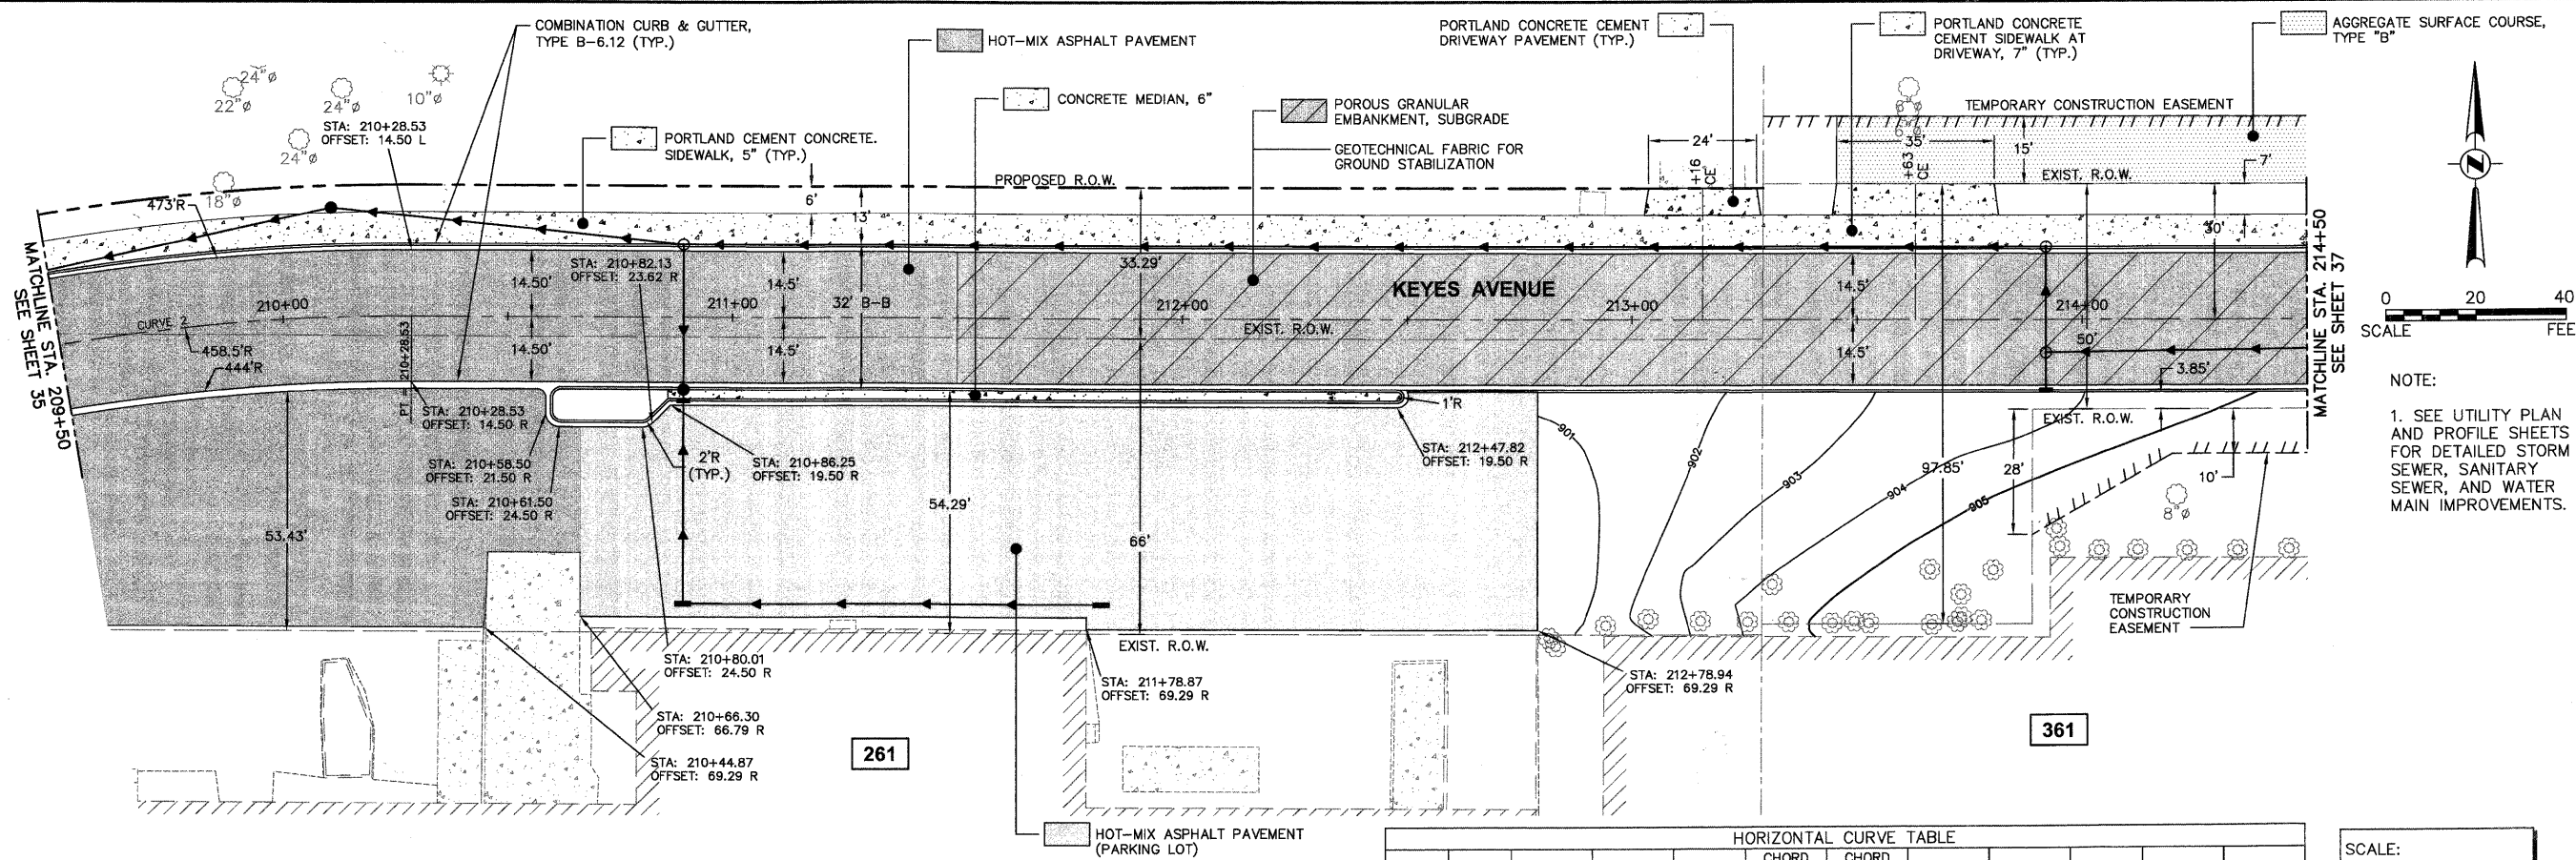 COMBINATION CURB & GUTTER,
TYPE B-6.12 (TYP.)
HOT-MIX ASPHALT PAVEMENT
PORTLAND CONCRETE CEMENT
DRIVEWAY PAVEMENT (TYP.)
PORTLAND CONCRETE
CEMENT SIDEWALK AT
DRIVEWAY, 7" (TYP.)
AGGREGATE SURFACE COURSE,
TYPE "B"
24"ø
22"ø
24"ø
10"ø
24"ø
18"ø
STA: 210+28.53
OFFSET: 14.50 L
PORTLAND CEMENT CONCRETE.
SIDEWALK, 5" (TYP.)
CONCRETE MEDIAN, 6"
POROUS GRANULAR
EMBANKMENT, SUBGRADE
GEOTECHNICAL FABRIC FOR
GROUND STABILIZATION
TEMPORARY CONSTRUCTION EASEMENT
24'
+16
CE
35'
+63
CE
15'
7'
EXIST. R.O.W.
30'
PROPOSED R.O.W.
6'
13'
473'R
MATCHLINE STA. 209+50
SEE SHEET 35
CURVE 2
458.5'R
444'R
210+00
PT = 210+28.53
14.50'
14.50'
STA: 210+82.13
OFFSET: 23.62 R
211+00
14.5'
14.5'
32' B-B
212+00
33.29'
EXIST. R.O.W.
KEYES AVENUE
213+00
14.5'
14.5'
214+00
50'
3.85'
MATCHLINE STA. 214+50
SEE SHEET 37
0 20 40
SCALE FEET
NOTE:
1. SEE UTILITY PLAN
AND PROFILE SHEETS
FOR DETAILED STORM
SEWER, SANITARY
SEWER, AND WATER
MAIN IMPROVEMENTS.
STA: 210+28.53
OFFSET: 14.50 R
STA: 210+58.50
OFFSET: 21.50 R
STA: 210+61.50
OFFSET: 24.50 R
2'R
(TYP.)
STA: 210+86.25
OFFSET: 19.50 R
1'R
STA: 212+47.82
OFFSET: 19.50 R
53.43'
54.29'
66'
901
902
903
904
905
97.85'
28'
EXIST. R.O.W.
10'
8"ø
TEMPORARY
CONSTRUCTION
EASEMENT
EXIST. R.O.W.
STA: 210+80.01
OFFSET: 24.50 R
STA: 210+66.30
OFFSET: 66.79 R
STA: 210+44.87
OFFSET: 69.29 R
STA: 211+78.87
OFFSET: 69.29 R
STA: 212+78.94
OFFSET: 69.29 R
261
361
HOT-MIX ASPHALT PAVEMENT
(PARKING LOT)
HORIZONTAL CURVE TABLE
CHORD CHORD
SCALE: